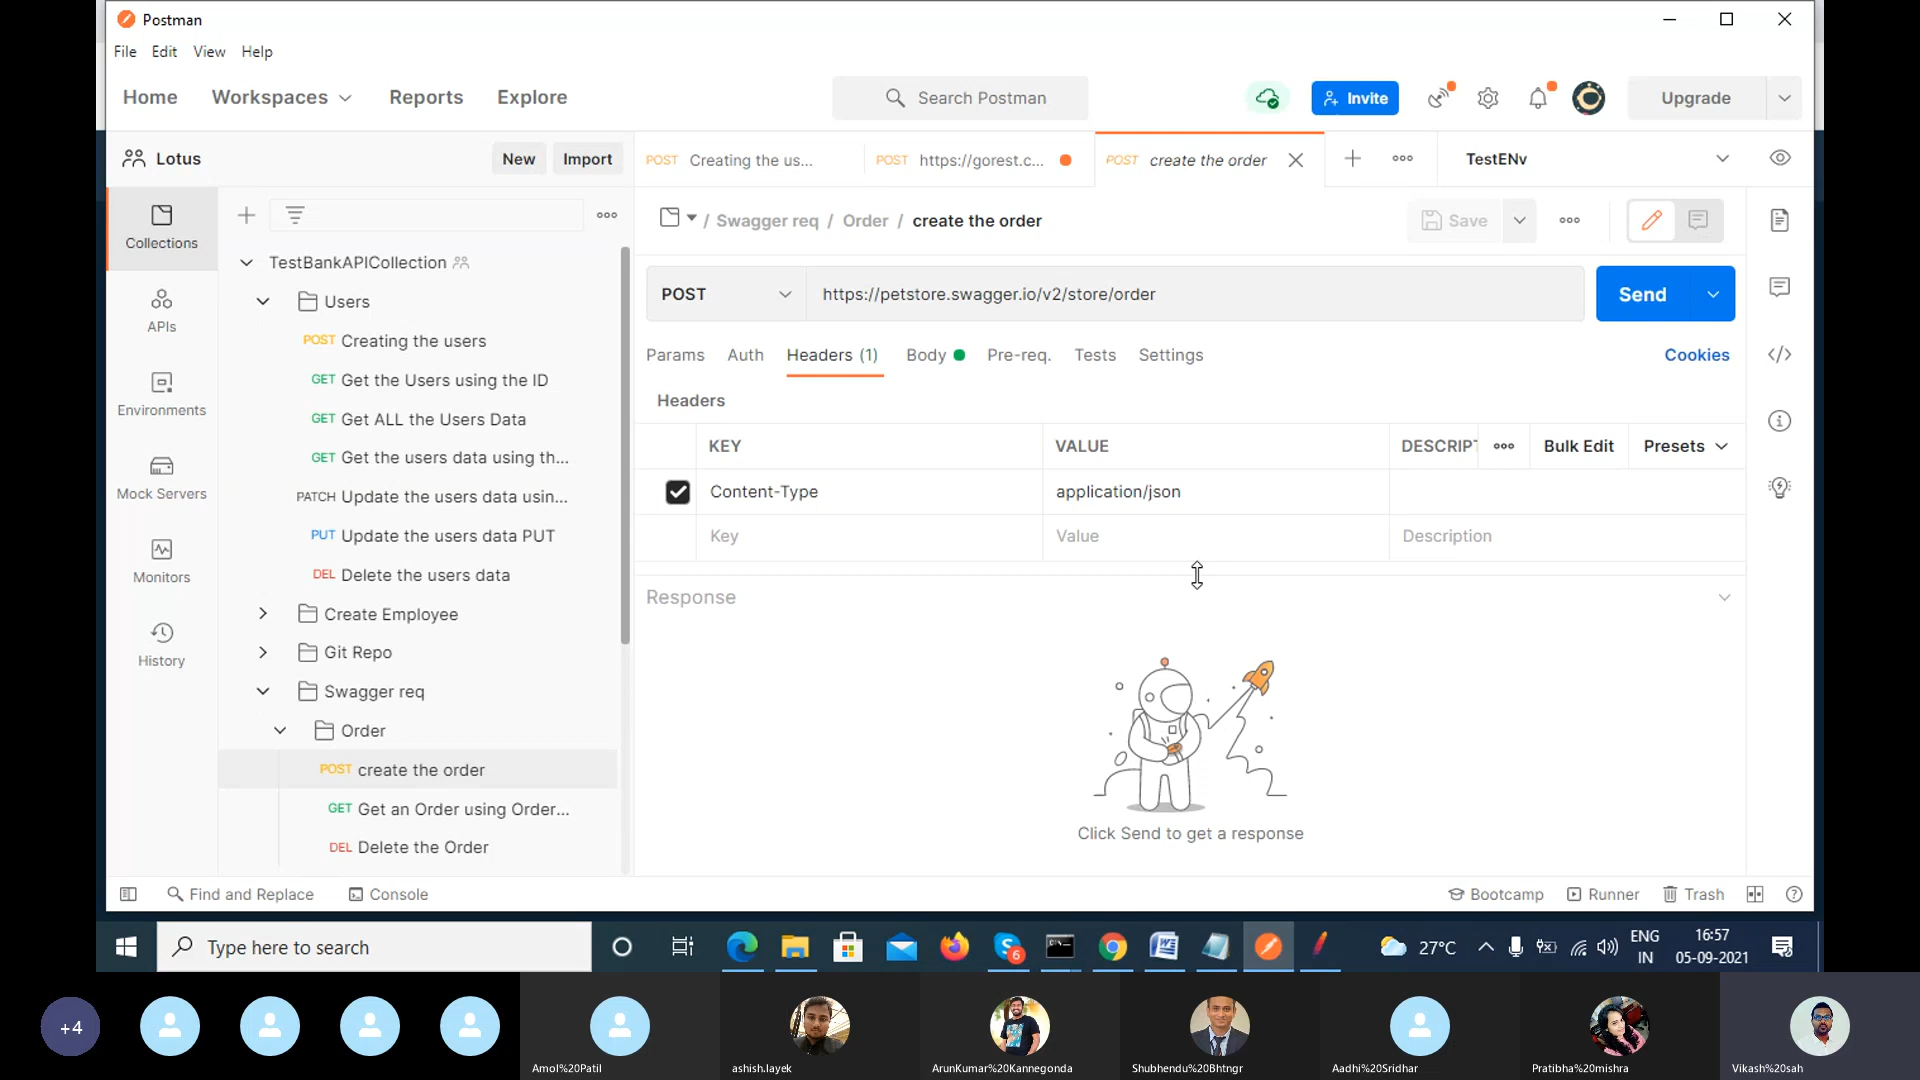 Postman
File Edit View Help
Home Workspaces Reports Explore
Search Postman
Invite
Upgrade
Lotus
New Import
POST Creating the us...
POST https://gorest.c...
POST create the order
TestENv
Collections
APIs
Environments
Mock Servers
Monitors
History
TestBankAPICollection
Users
POST Creating the users
GET Get the Users using the ID
GET Get ALL the Users Data
GET Get the users data using th...
PATCH Update the users data usin...
PUT Update the users data PUT
DEL Delete the users data
Create Employee
Git Repo
Swagger req
Order
POST create the order
GET Get an Order using Order...
DEL Delete the Order
/ Swagger req / Order / create the order
Save
POST https://petstore.swagger.io/v2/store/order
Send
Params Auth Headers (1) Body Pre-req. Tests Settings Cookies
Headers
KEY VALUE DESCRIPT Bulk Edit Presets
Content-Type application/json
Key Value Description
Response
Click Send to get a response
Find and Replace Console
Bootcamp Runner Trash
Type here to search
6
27°C
ENG
IN
16:57
05-09-2021
+4
Amol%20Patil
ashish.layek
ArunKumar%20Kannegonda
Shubhendu%20Bhtngr
Aadhi%20Sridhar
Pratibha%20mishra
Vikash%20sah